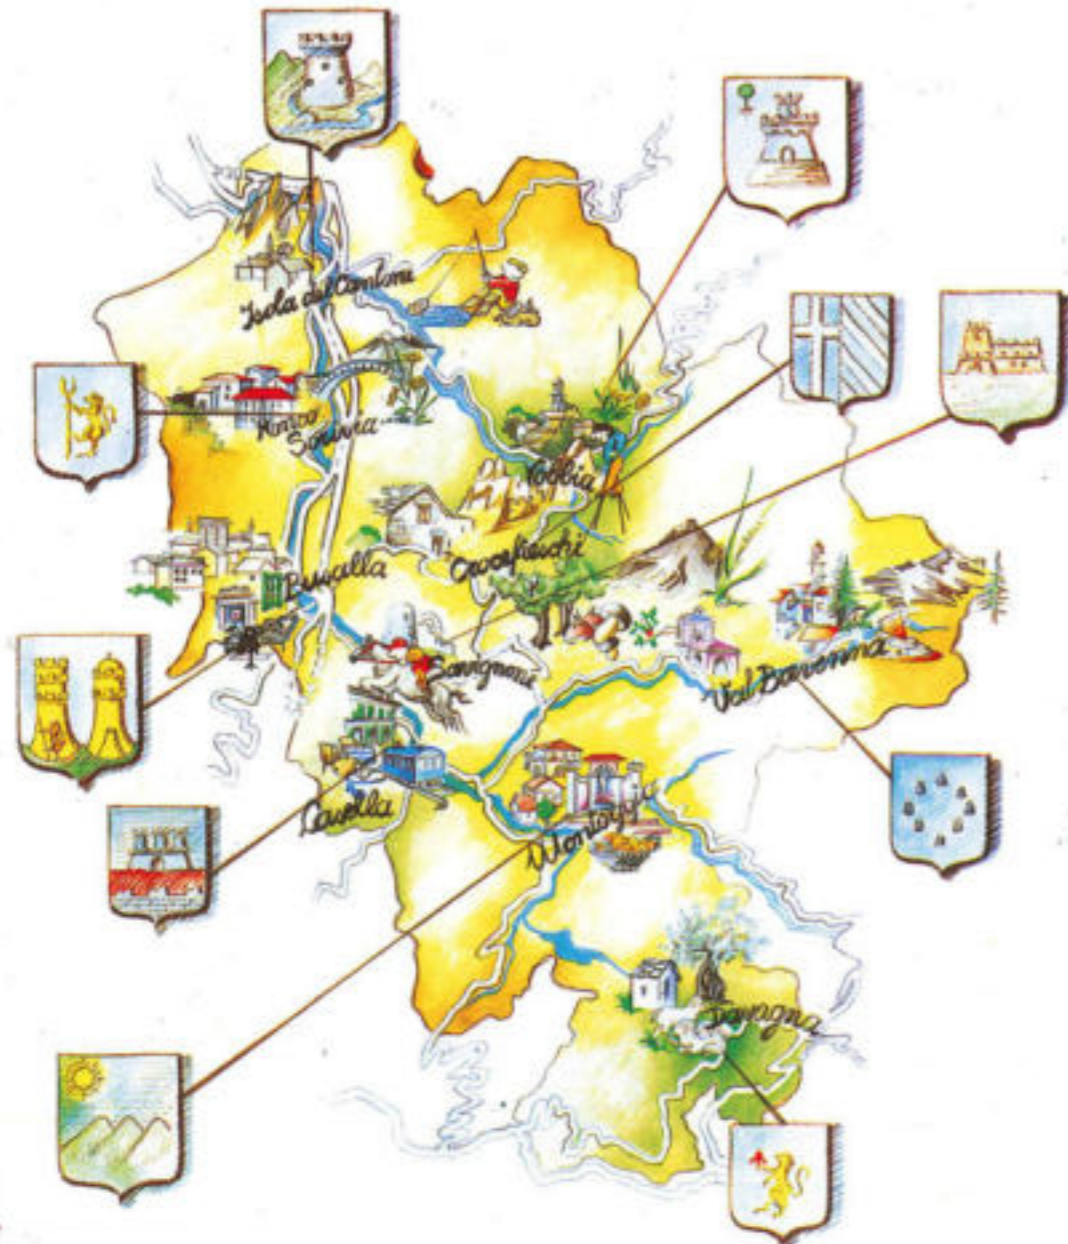 Isola del Cantone
Ronco
Scrivia
Vobbia
Crocefieschi
Busalla
Savignone
Val Brevenna
Casella
Montoggio
Davagna